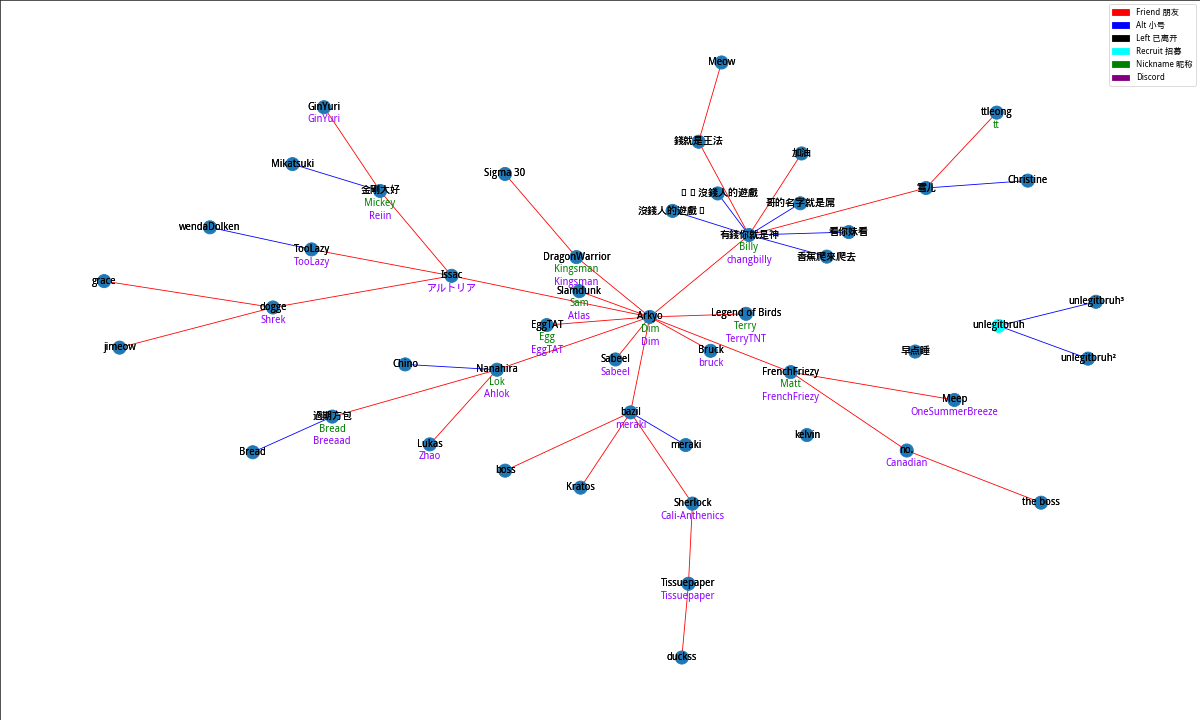 Friend 朋友
Alt 小号
Left 已离开
Recruit 招募
Nickname 昵称
Discord
Meow
GinYuri
GinYuri
ttleong
tt
錢就是王法
加油
Mikatsuki
Sigma 30
Christine
金剛大好
Mickey
Reiin
雪儿
沒錢人的遊戲
哥的名字就是屌
沒錢人的遊戲
wendaDolken
看你妹看
有錢你就是神
Billy
changbilly
TooLazy
TooLazy
DragonWarrior
Kingsman
Kingsman
香蕉爬來爬去
Issac
アルトリア
grace
Slamdunk
Sam
Atlas
unlegitbruh³
dogge
Shrek
Legend of Birds
Terry
TerryTNT
Arkyo
Dim
Dim
EggTAT
Egg
EggTAT
unlegitbruh
jimeow
Bruck
bruck
早点睡
Sabeel
Sabeel
unlegitbruh²
Chino
Nanahira
Lok
Ahlok
FrenchFriezy
Matt
FrenchFriezy
Meep
OneSummerBreeze
bazil
meraki
過期方包
Bread
Breeaad
kelvin
Lukas
Zhao
meraki
no.
Canadian
Bread
boss
Kratos
Sherlock
Cali-Anthenics
the boss
Tissuepaper
Tissuepaper
duckss